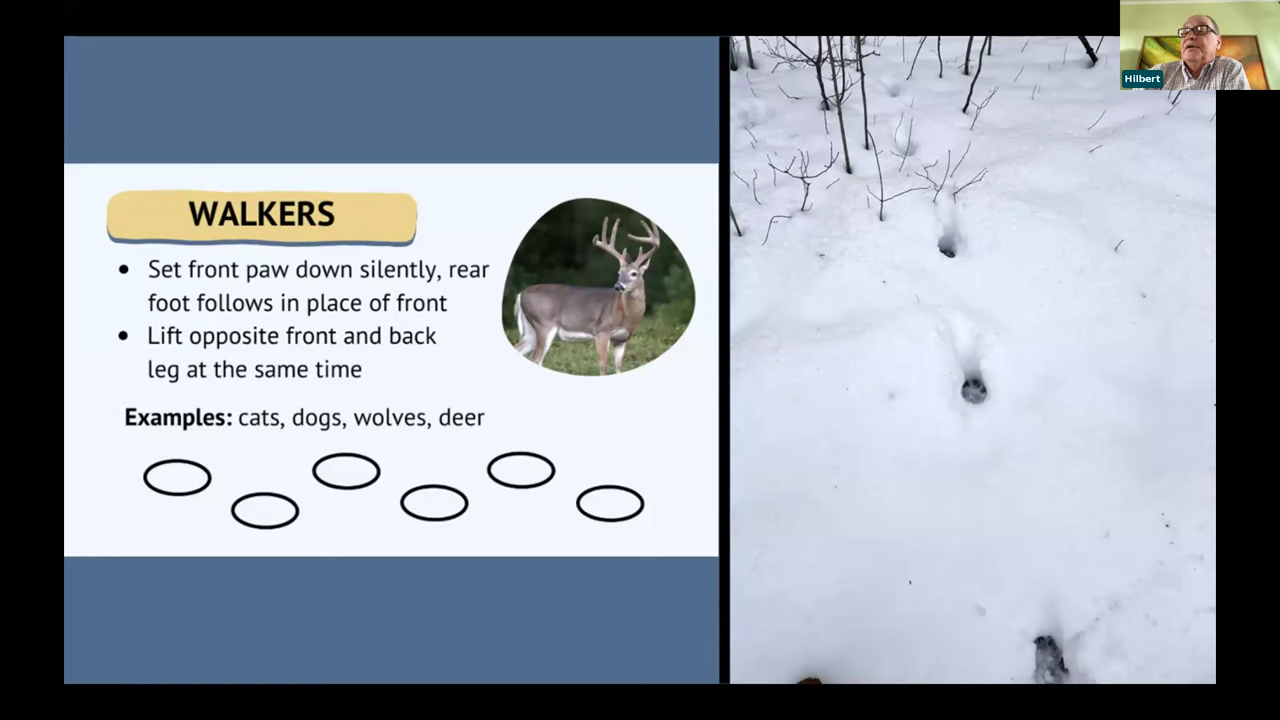 WALKERS
• Set front paw down silently, rear
foot follows in place of front
• Lift opposite front and back
leg at the same time
Examples: cats, dogs, wolves, deer
Hilbert